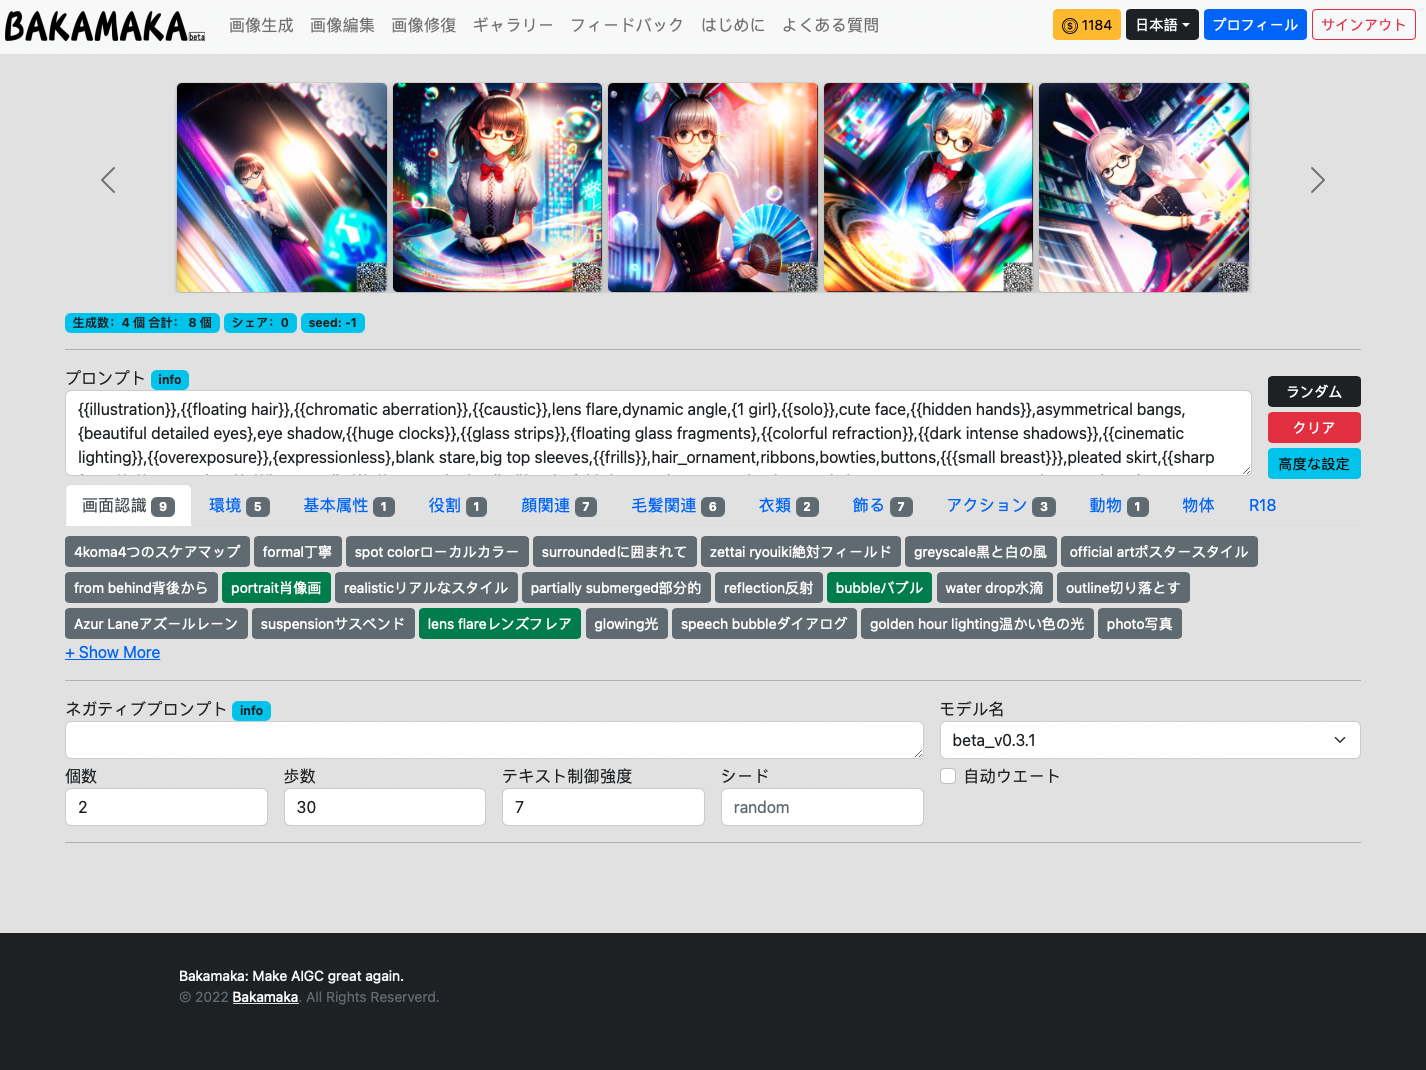 BAKAMAKA beta
画像生成 画像編集 画像修復 ギャラリー フィードバック はじめに よくある質問
1184 日本語 プロフィール サインアウト
生成数: 4 個 合計: 8 個 シェア: 0 seed: -1
プロンプト info
{{illustration}},{{floating hair}},{{chromatic aberration}},{{caustic}},lens flare,dynamic angle,{1 girl},{{solo}},cute face,{{hidden hands}},asymmetrical bangs,
{beautiful detailed eyes},eye shadow,{{huge clocks}},{{glass strips}},{floating glass fragments},{{colorful refraction}},{{dark intense shadows}},{{cinematic
lighting}},{{overexposure}},{expressionless},blank stare,big top sleeves,{{frills}},hair_ornament,ribbons,bowties,buttons,{{{small breast}}},pleated skirt,{{sharp
ランダム
クリア
高度な設定
画面認識 9 環境 5 基本属性 1 役割 1 顔関連 7 毛髪関連 6 衣類 2 飾る 7 アクション 3 動物 1 物体 R18
4koma4つのスケアマップ formal丁寧 spot colorローカルカラー surroundedに囲まれて zettai ryouiki絶対フィールド greyscale黒と白の風 official artポスタースタイル
from behind背後から portrait肖像画 realisticリアルなスタイル partially submerged部分的 reflection反射 bubbleバブル water drop水滴 outline切り落とす
Azur Laneアズールレーン suspensionサスペンド lens flareレンズフレア glowing光 speech bubbleダイアログ golden hour lighting温かい色の光 photo写真
+ Show More
ネガティブプロンプト info
モデル名
beta_v0.3.1
個数 歩数 テキスト制御強度 シード
自动ウエート
2 30 7 random
Bakamaka: Make AIGC great again.
© 2022 Bakamaka. All Rights Reserverd.